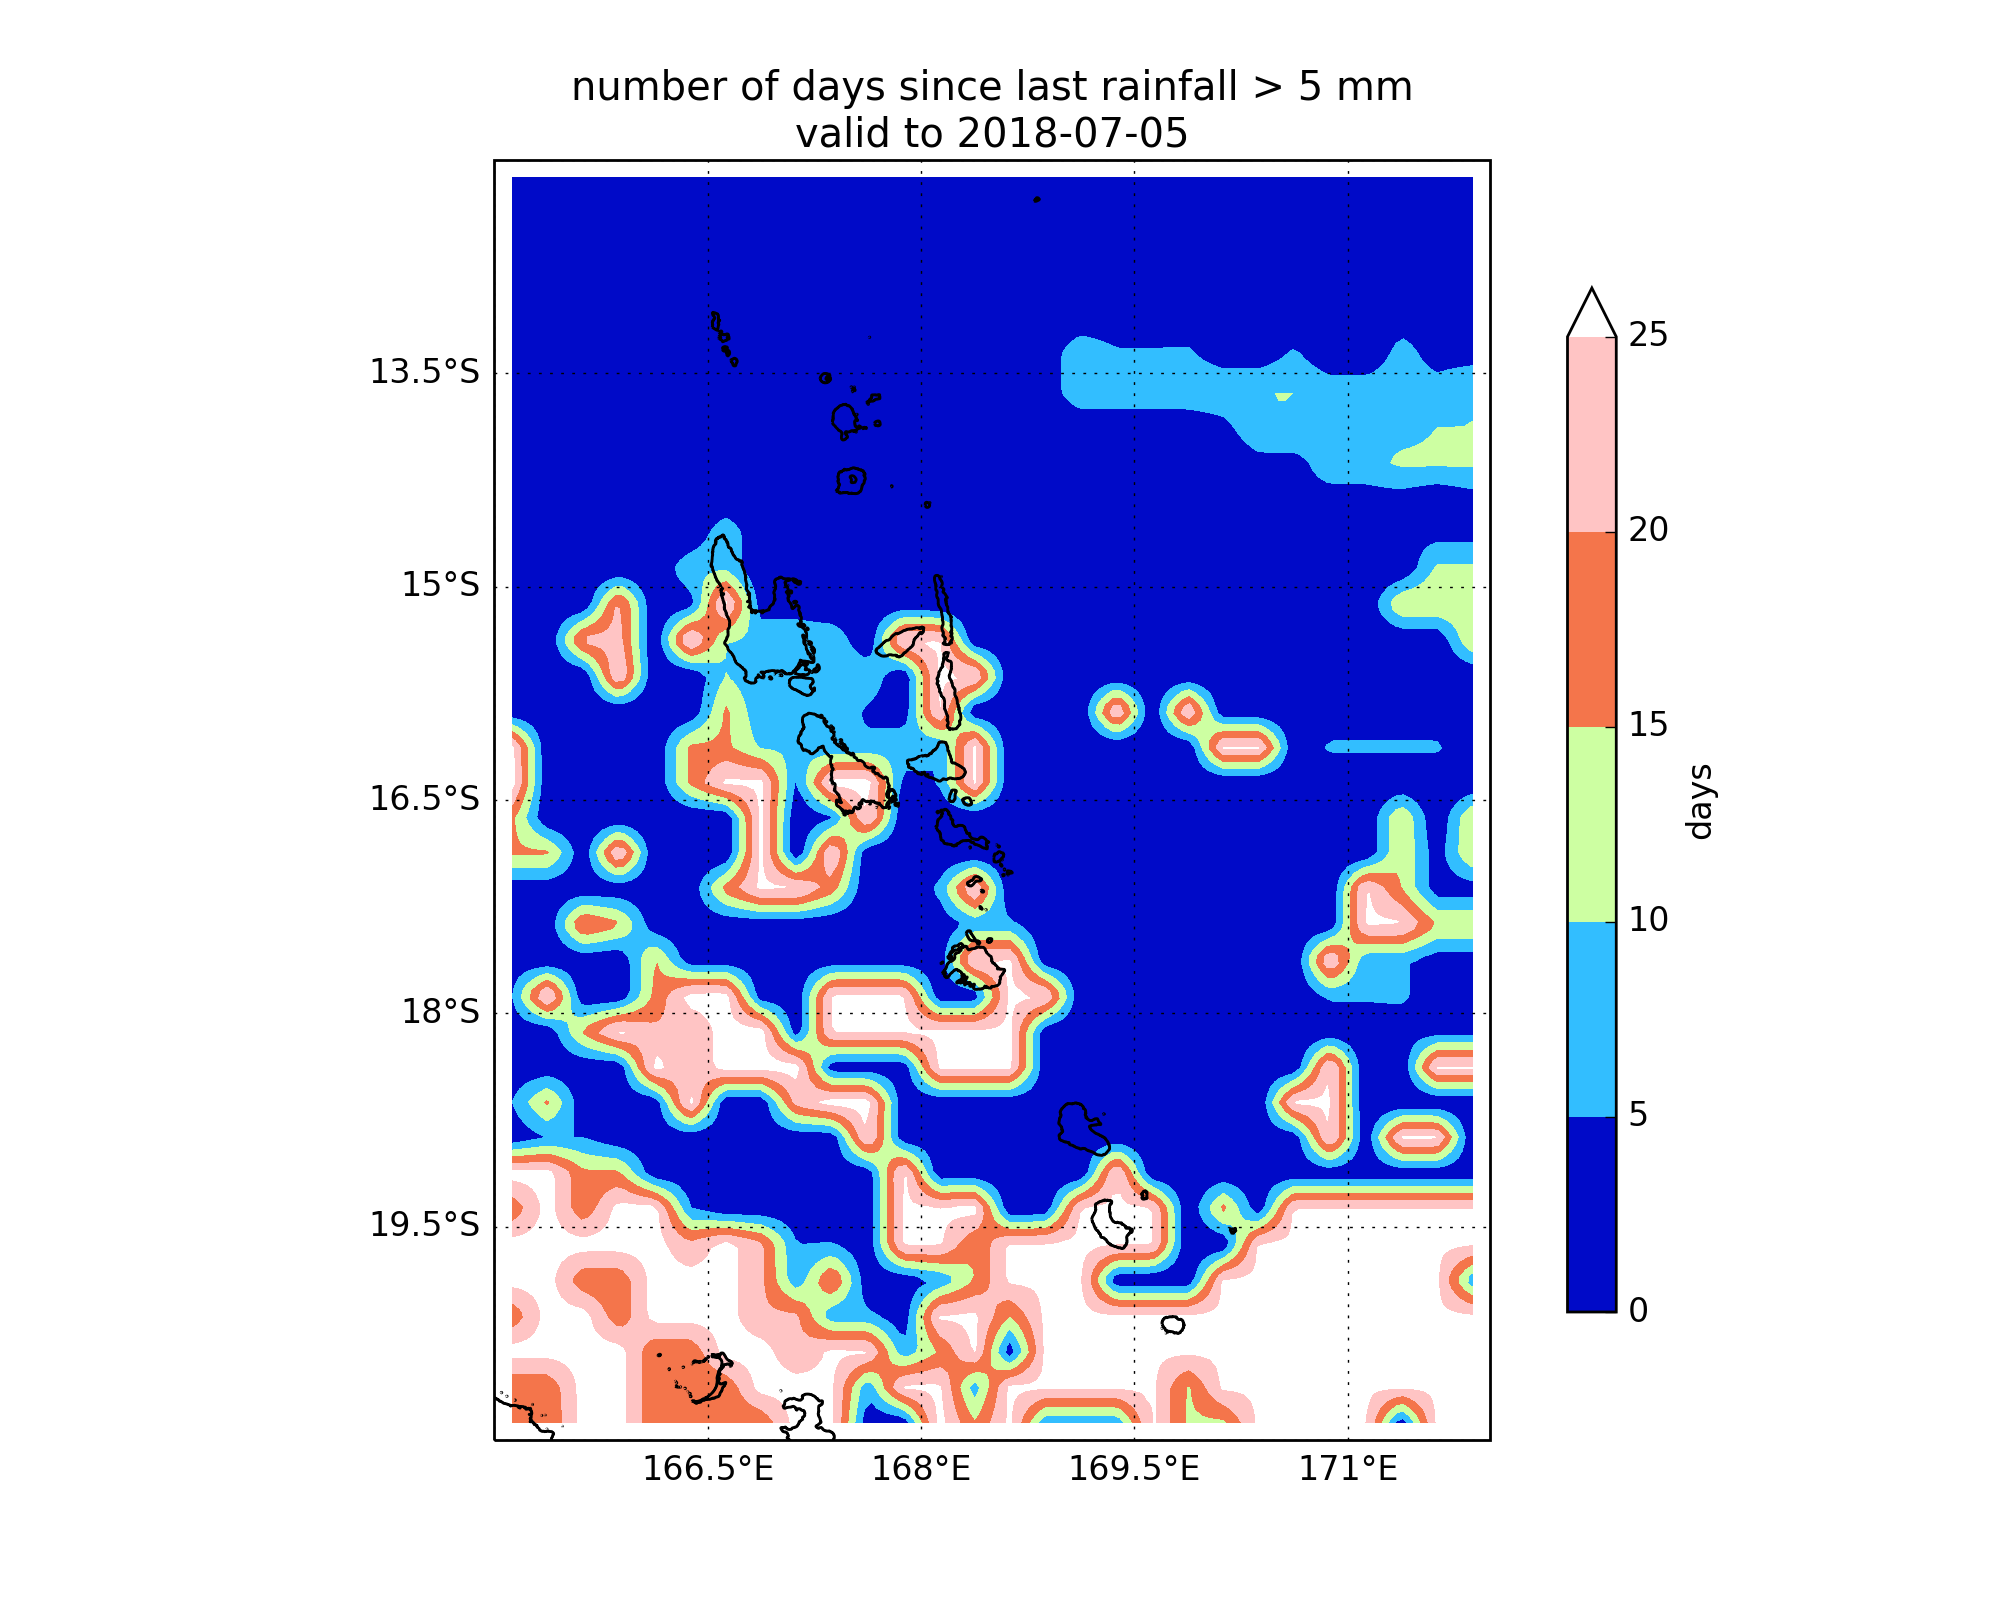 number of days since last rainfall > 5 mm
valid to 2018-07-05
13.5°S
15°S
16.5°S
18°S
19.5°S
166.5°E
168°E
169.5°E
171°E
25
20
15
10
5
0
days